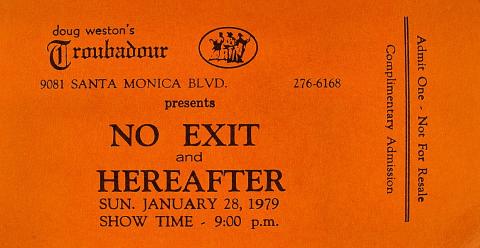 doug weston's
Troubadour
9081 SANTA MONICA BLVD. 276-6168
presents
NO EXIT
and
HEREAFTER
SUN. JANUARY 28, 1979
SHOW TIME - 9:00 p.m.
Admit One - Not For Resale
Complimentary Admission